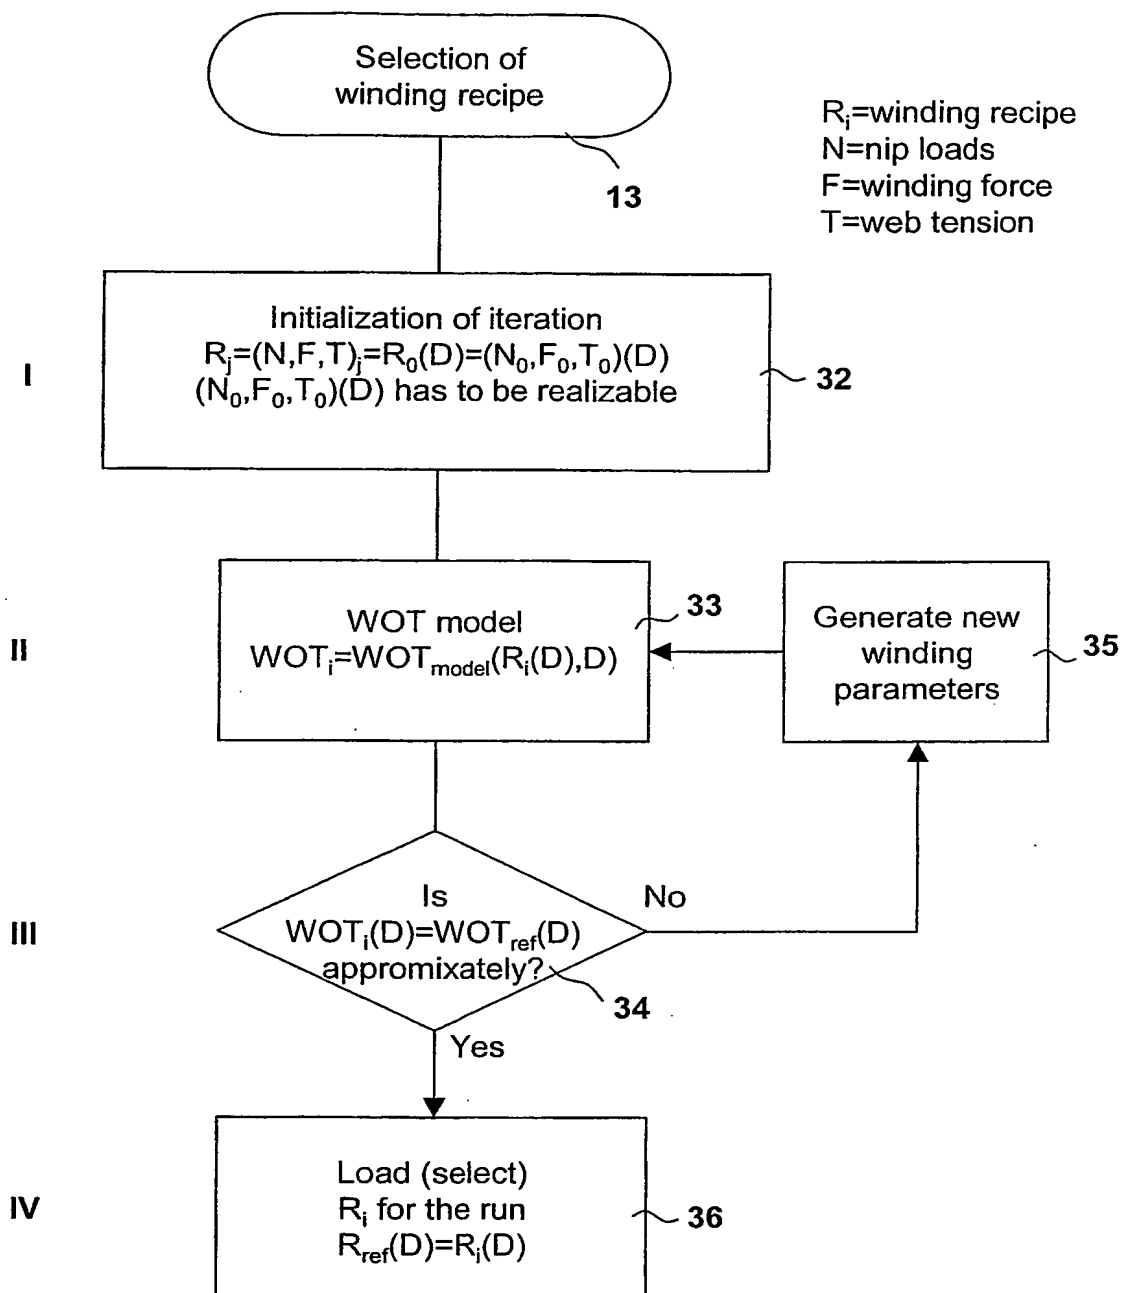 Selection of
winding recipe
13
Rᵢ=winding recipe
N=nip loads
F=winding force
T=web tension
I
Initialization of iteration
Rⱼ=(N,F,T)ⱼ=R₀(D)=(N₀,F₀,T₀)(D)
(N₀,F₀,T₀)(D) has to be realizable
32
II
WOT model
WOTᵢ=WOTmodel(Rᵢ(D),D)
33
Generate new
winding
parameters
35
III
Is
WOTᵢ(D)=WOTref(D)
appromixately?
34
No
Yes
IV
Load (select)
Rᵢ for the run
Rref(D)=Rⱼ(D)
36